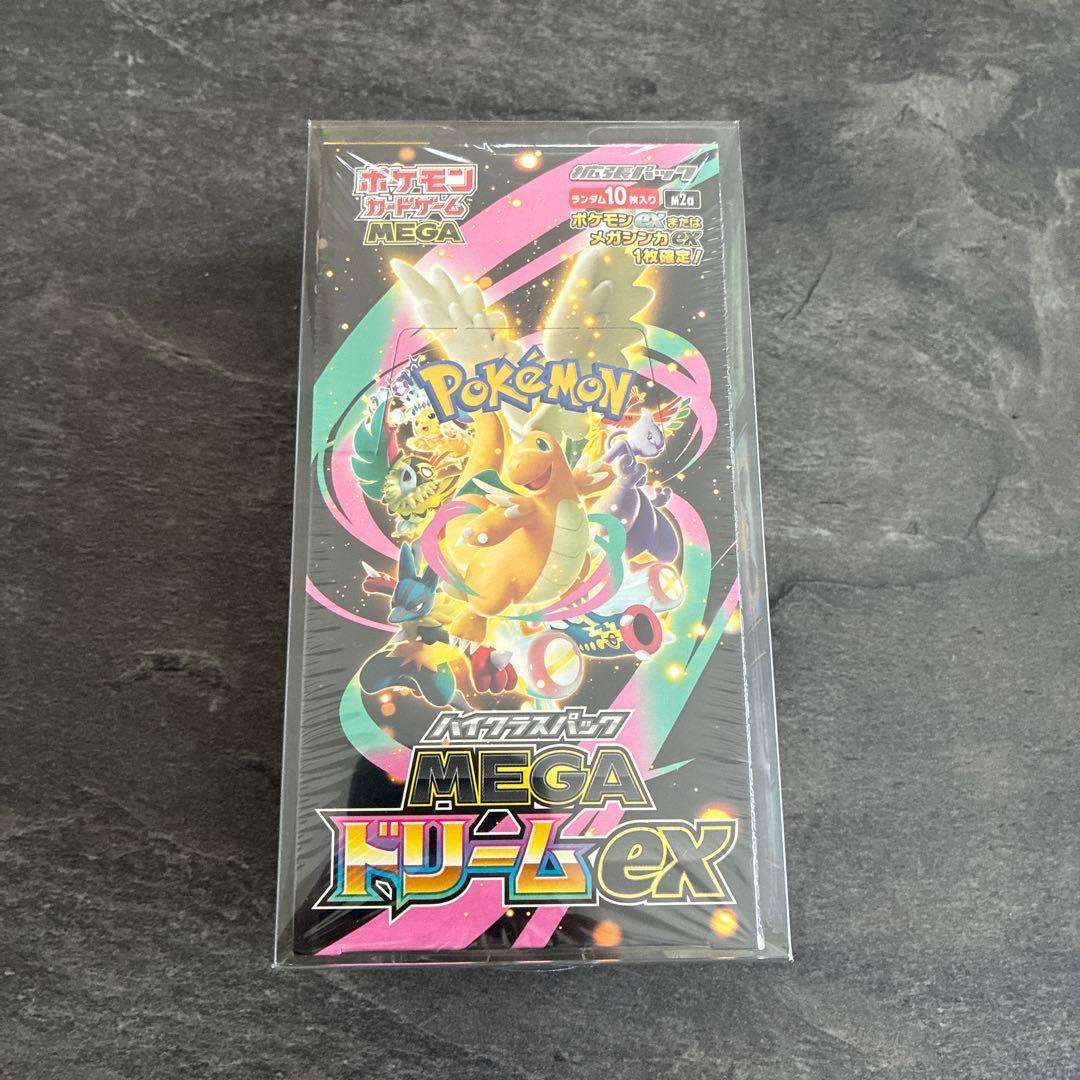 ポケモン
カードゲーム
MEGA
拡張パック
ランダム10枚入り M2a
ポケモンexまたは
メガシンカex
1枚確定!
POKéMON
ハイクラスパック
MEGA
ドリームex